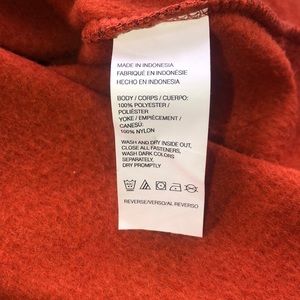 MADE IN INDONESIA
FABRIQUÉ EN INDONÉSIE
HECHO EN INDONESIA
BODY / CORPS / CUERPO:
100% POLYESTER /
POLIÉSTER
YOKE / EMPIÈCEMENT /
CANESÚ:
100% NYLON
WASH AND DRY INSIDE OUT,
CLOSE ALL FASTENERS,
WASH DARK COLORS
SEPARATELY,
DRY PROMPTLY
REVERSE/VERSO/AL REVERSO